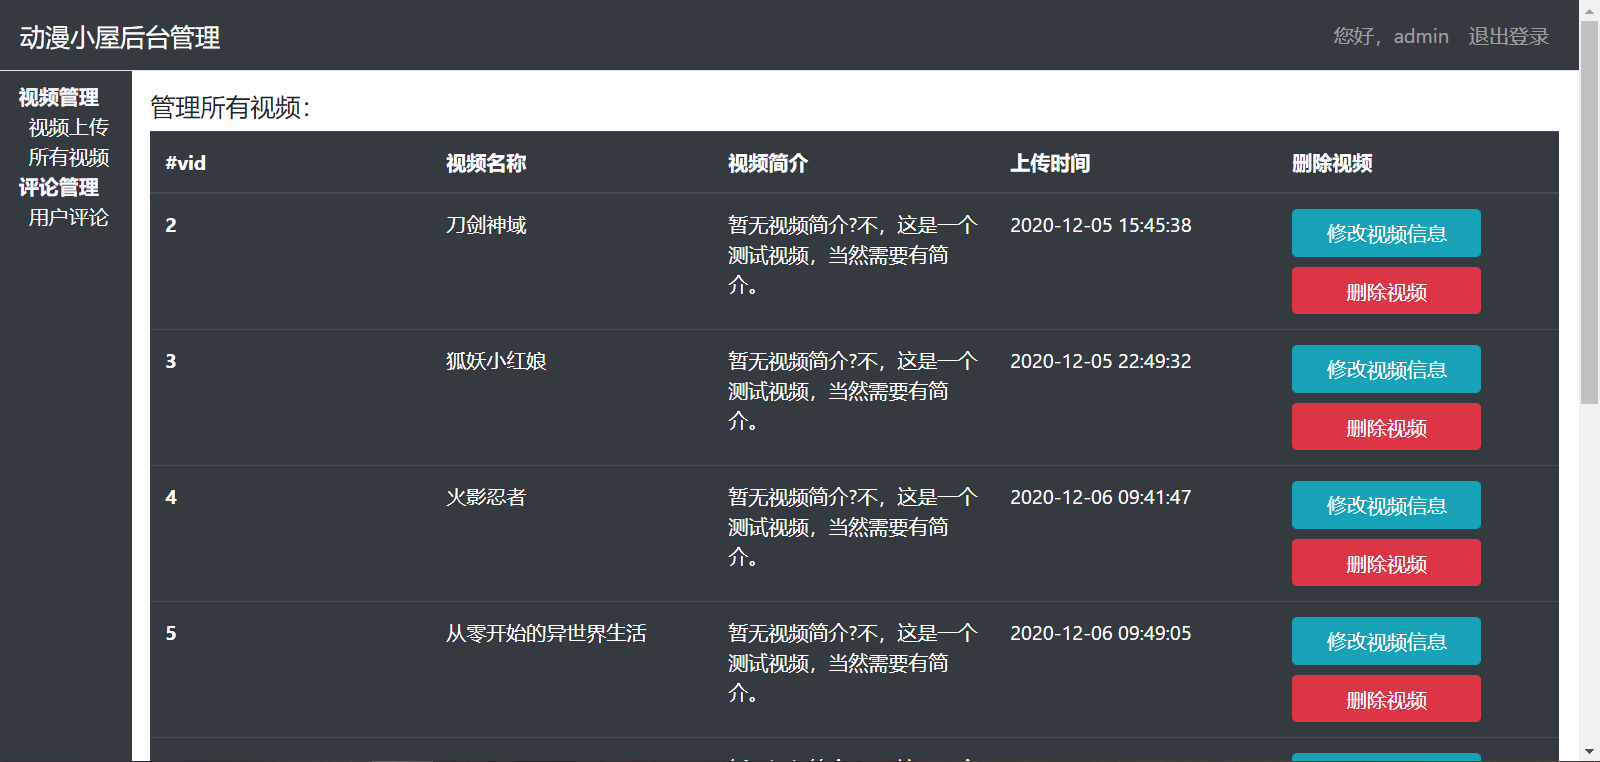 动漫小屋后台管理
您好，admin 退出登录
视频管理
视频上传
所有视频
评论管理
用户评论
管理所有视频：
#vid 视频名称 视频简介 上传时间 删除视频
2 刀剑神域 暂无视频简介?不，这是一个 2020-12-05 15:45:38 修改视频信息
测试视频，当然需要有简
介。
删除视频
3 狐妖小红娘 暂无视频简介?不，这是一个 2020-12-05 22:49:32 修改视频信息
测试视频，当然需要有简
介。
删除视频
4 火影忍者 暂无视频简介?不，这是一个 2020-12-06 09:41:47 修改视频信息
测试视频，当然需要有简
介。
删除视频
5 从零开始的异世界生活 暂无视频简介?不，这是一个 2020-12-06 09:49:05 修改视频信息
测试视频，当然需要有简
介。
删除视频